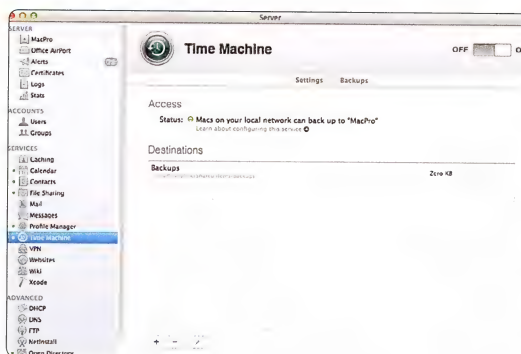 Server
SERVER
MacPro
Office AirPort
Alerts
Certificates
Logs
Stats
ACCOUNTS
Users
Groups
SERVICES
Caching
Calendar
Contacts
File Sharing
Mail
Messages
Profile Manager
Time Machine
VPN
Websites
Wiki
Xcode
ADVANCED
DHCP
DNS
FTP
NetInstall
Open Directory
Time Machine
OFF
Settings Backups
Access
Status: Macs on your local network can back up to "MacPro"
Learn about configuring this service
Destinations
Backups
Zero KB
+ −